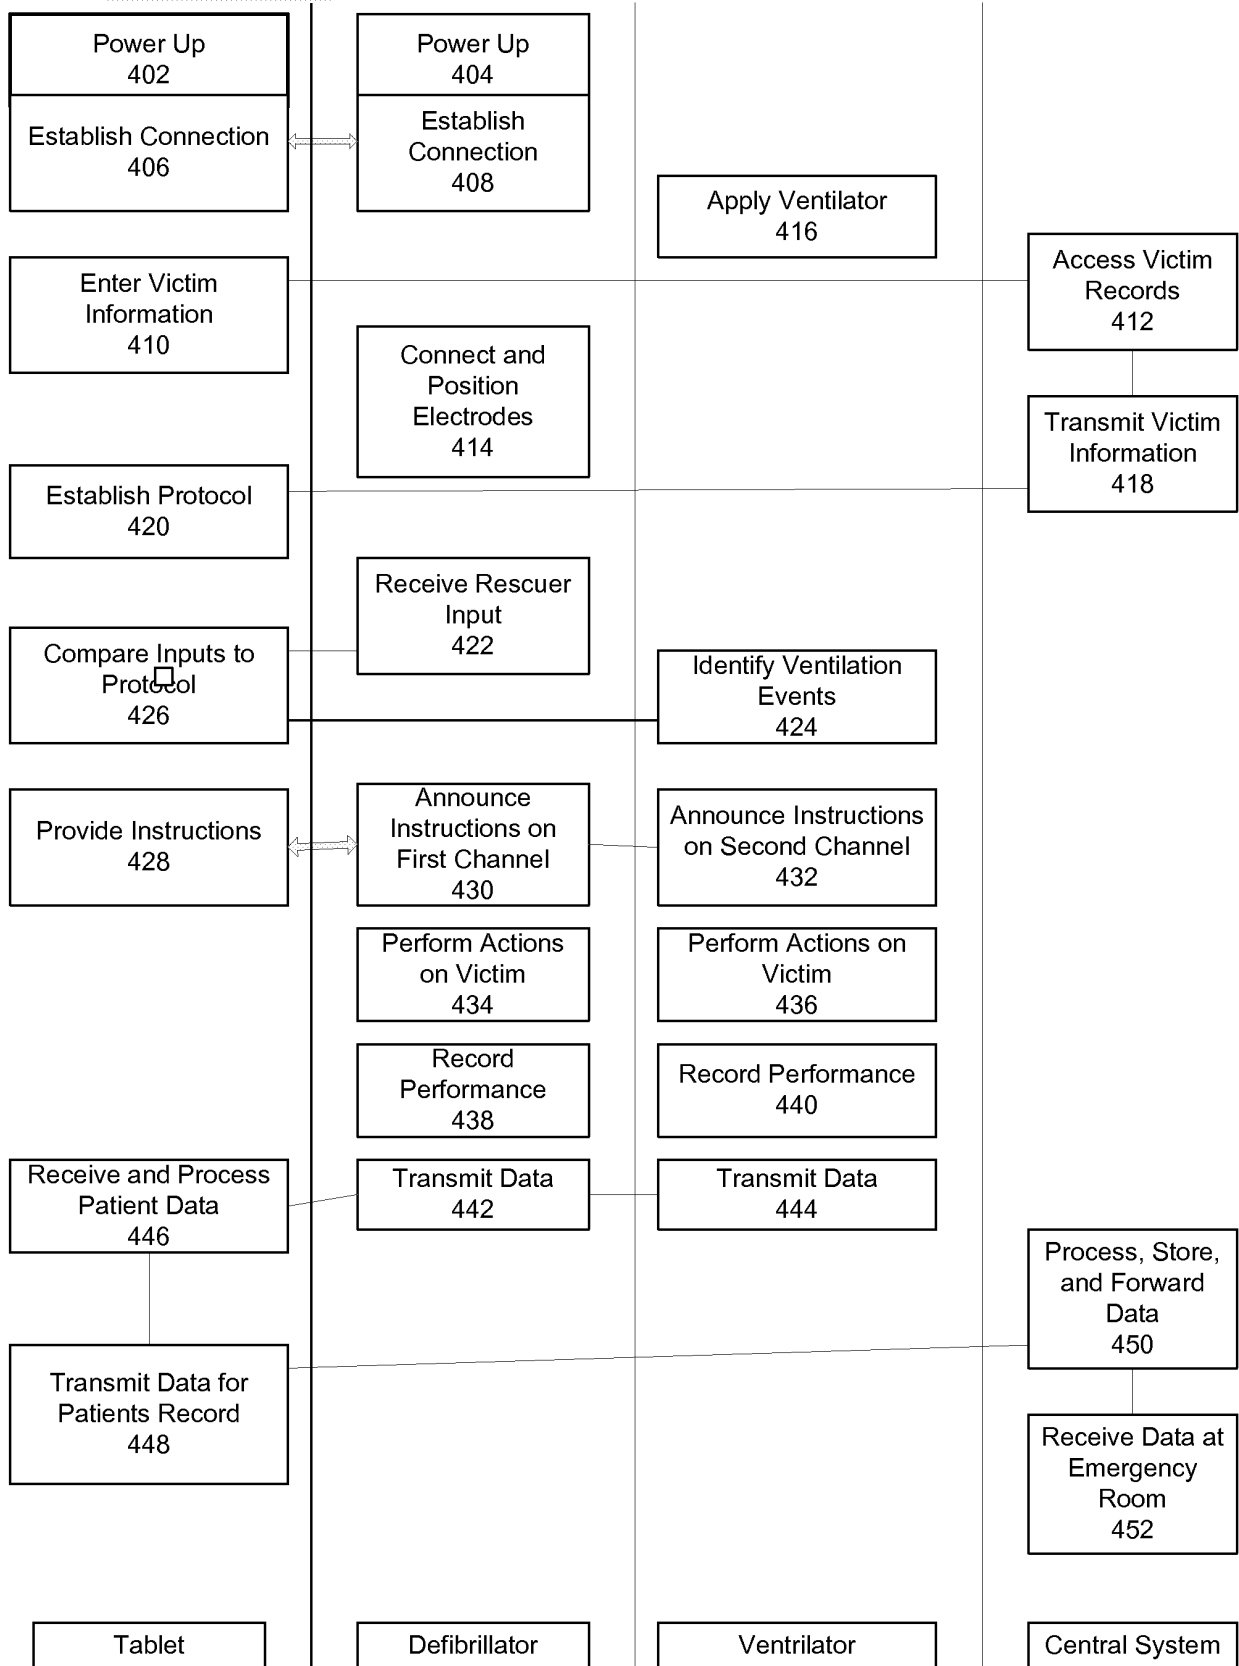 Power Up
402
Power Up
404
Establish Connection
406
Establish
Connection
408
Apply Ventilator
416
Access Victim
Records
412
Enter Victim
Information
410
Connect and
Position
Electrodes
414
Transmit Victim
Information
418
Establish Protocol
420
Receive Rescuer
Input
422
Compare Inputs to
Protocol
426
Identify Ventilation
Events
424
Provide Instructions
428
Announce
Instructions on
First Channel
430
Announce Instructions
on Second Channel
432
Perform Actions
on Victim
434
Perform Actions on
Victim
436
Record
Performance
438
Record Performance
440
Receive and Process
Patient Data
446
Transmit Data
442
Transmit Data
444
Process, Store,
and Forward
Data
450
Transmit Data for
Patients Record
448
Receive Data at
Emergency
Room
452
Tablet
Defibrillator
Ventrilator
Central System